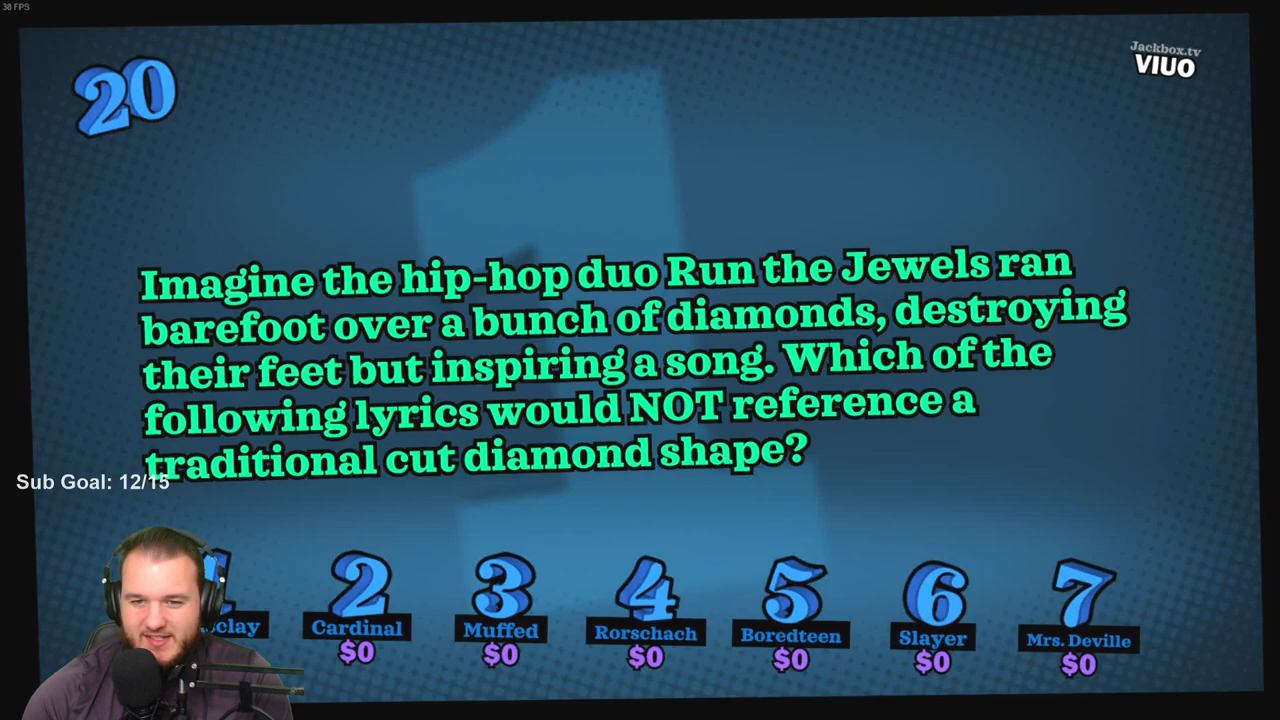 38 FPS
20
Jackbox.tv
VIUO
Imagine the hip-hop duo Run the Jewels ran
barefoot over a bunch of diamonds, destroying
their feet but inspiring a song. Which of the
following lyrics would NOT reference a
traditional cut diamond shape?
Sub Goal: 12/15
2 3 4 5 6 7
Cardinal Muffed Rorschach Boredteen Slayer Mrs. Deville
$0 $0 $0 $0 $0 $0